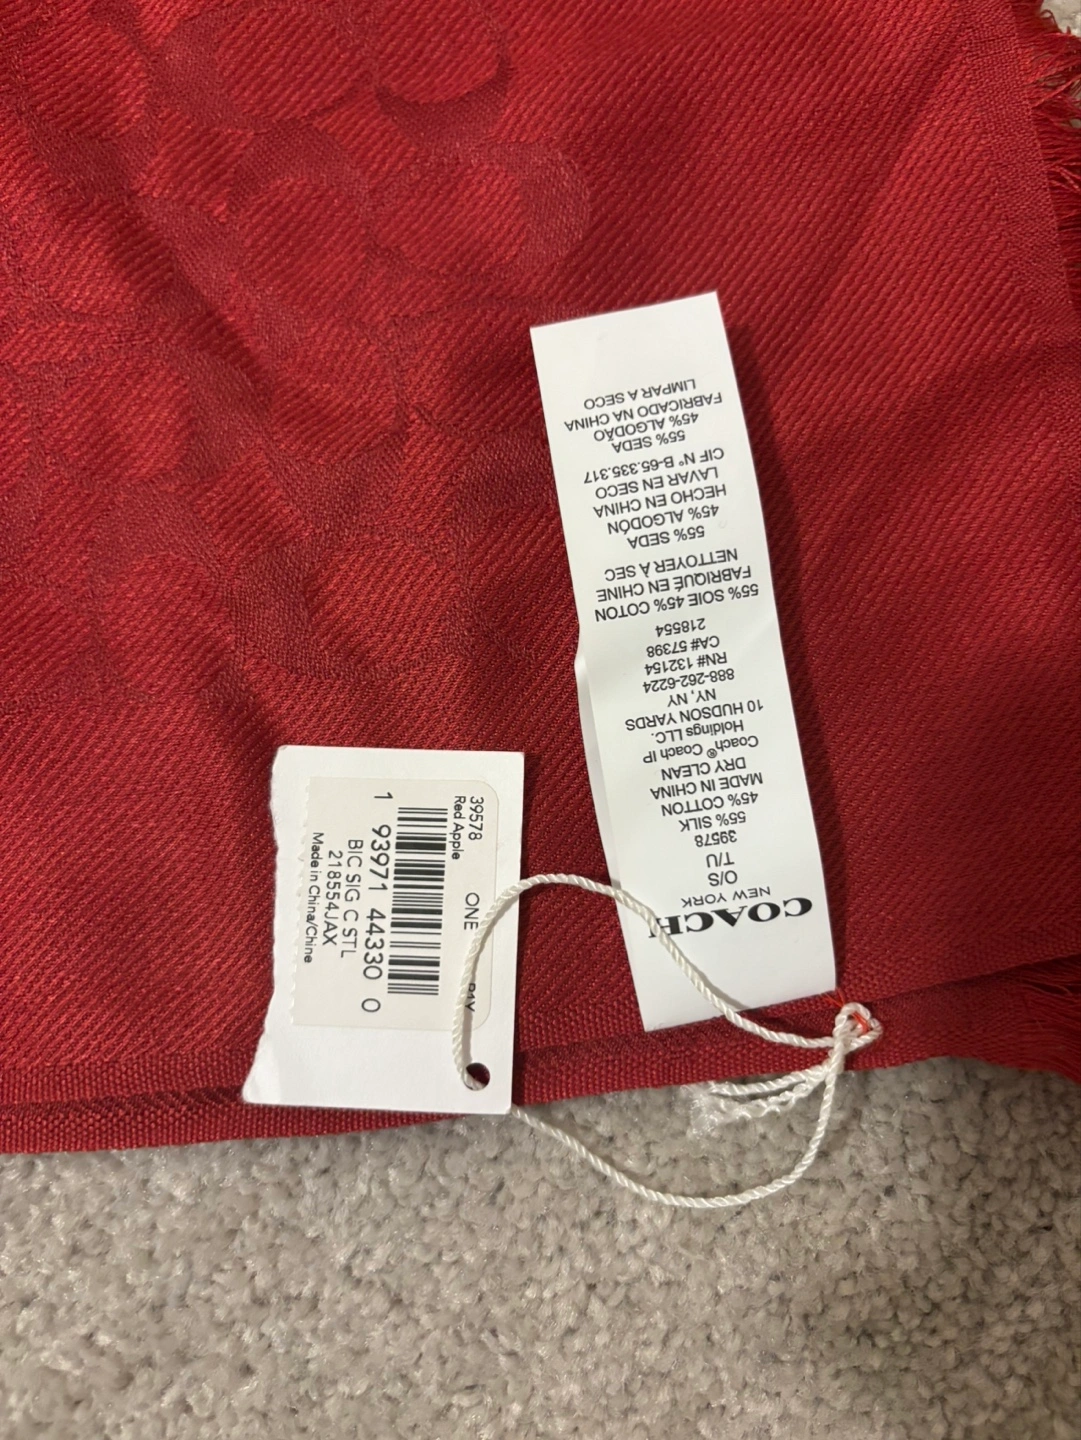 COACH
NEW YORK
O/S
T/U
39578
55% SILK
45% COTTON
MADE IN CHINA
DRY CLEAN
Coach® Coach IP
Holdings LLC.
10 HUDSON YARDS
NY, NY
888-262-6224
RN# 132154
CA# 57398
218554
55% SOIE 45% COTON
FABRIQUÉ EN CHINE
NETTOYER À SEC
55% SEDA
45% ALGODÓN
HECHO EN CHINA
LAVAR EN SECO
CIF Nº B-65.335.317
55% SEDA
45% ALGODÃO
FABRICADO NA CHINA
LIMPAR A SECO
39578
Red Apple
ONE
1 93971 44330 0
BIC SIG C STL
218554JAX
Made in China/Chine